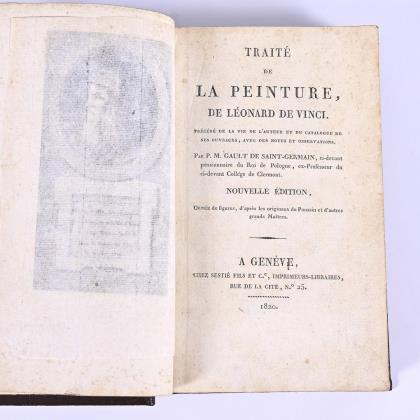 TRAITÉ
DE
LA PEINTURE,
DE LÉONARD DE VINCI.
PRÉCÉDÉ DE LA VIE DE L'AUTEUR ET DU CATALOGUE DE
SES OUVRAGES, AVEC DES NOTES ET OBSERVATIONS.
Par P. M. GAULT DE SAINT-GERMAIN, ci-devant
pensionnaire du Roi de Pologne, ex-Professeur du
ci-devant Collége de Clermont.
NOUVELLE ÉDITION,
Ornée de figures, d'après les originaux du Poussin et d'autres
grands Maîtres.
A GENÈVE,
CHEZ SESTIÉ FILS ET C.e, IMPRIMEURS-LIBRAIRES,
RUE DE LA CITÉ, N.o 25.
1820.